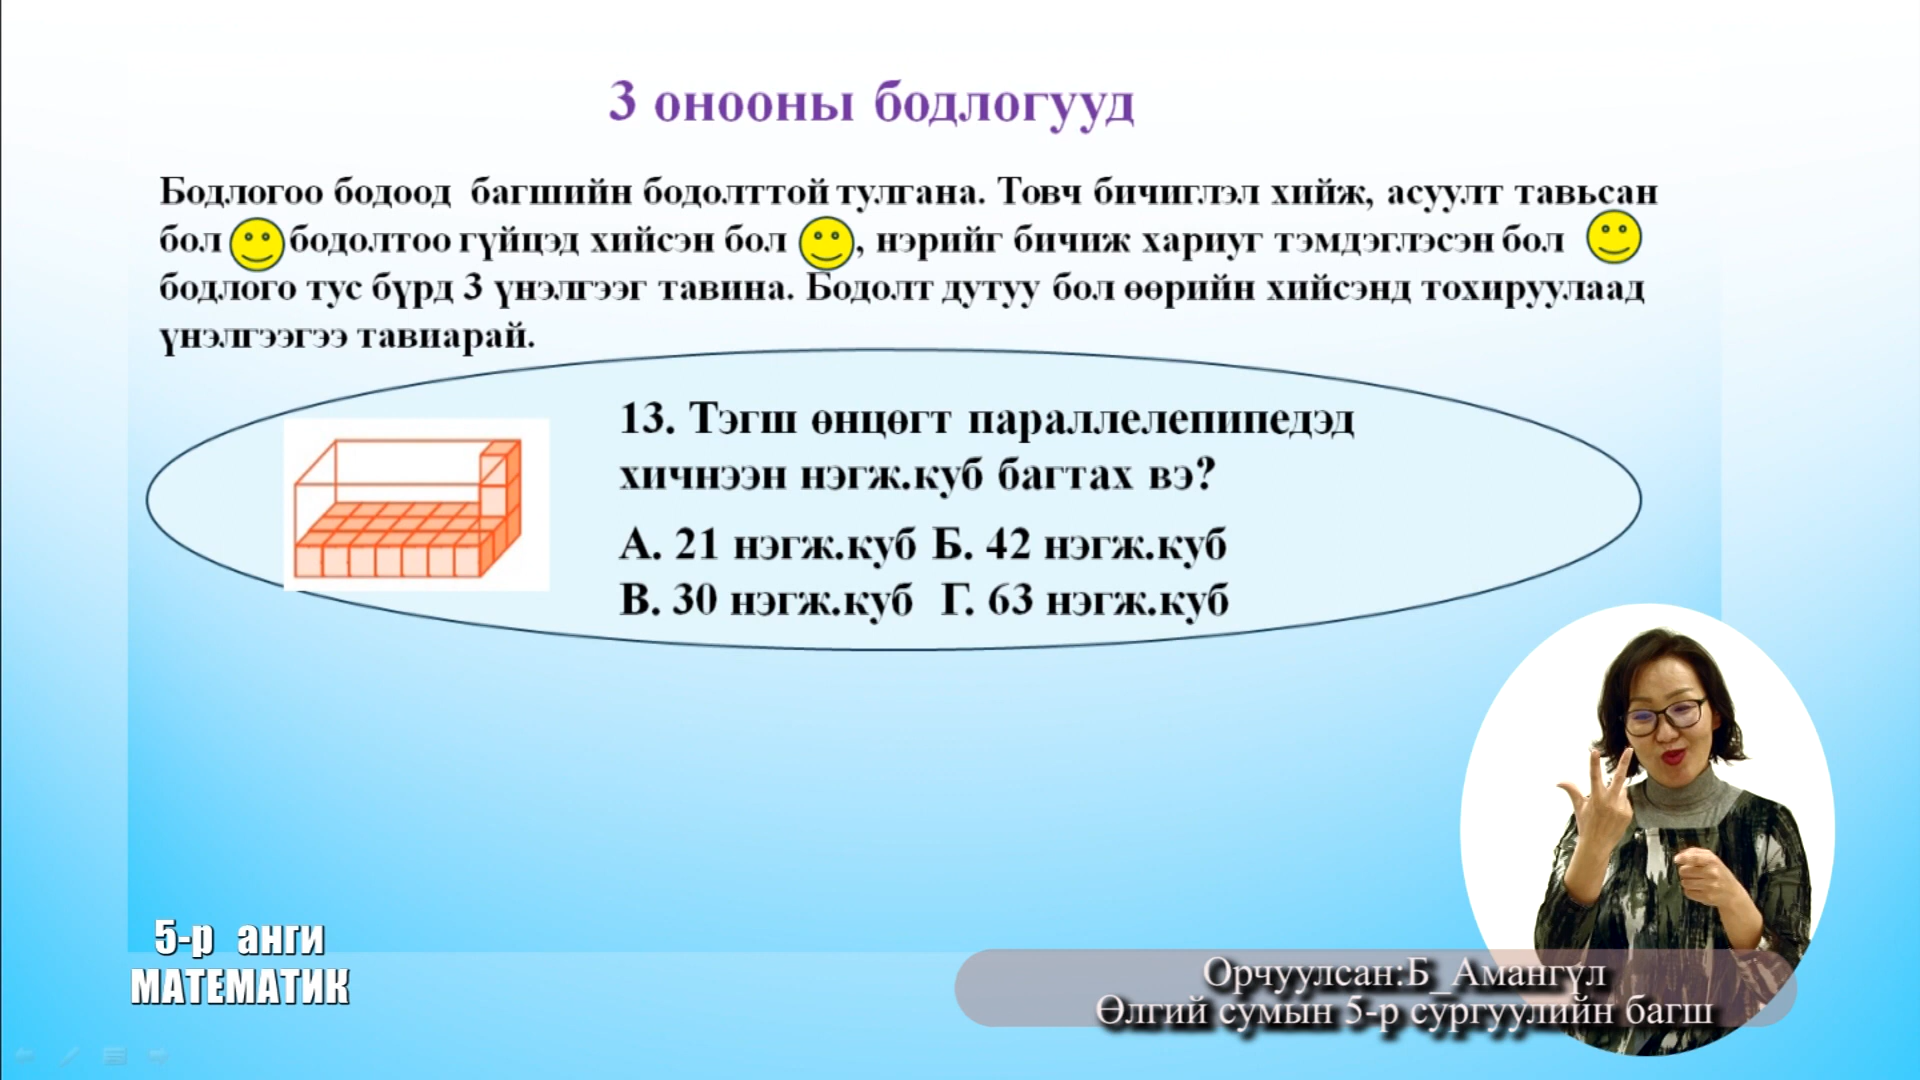 3 онооны бодлогууд
Бодлогоо бодоод багшийн бодолттой тулгана. Товч бичиглэл хийж, асуулт тавьсан
бол бодолтоо гүйцэд хийсэн бол , нэрийг бичиж хариуг тэмдэглэсэн бол
бодлого тус бүрд 3 үнэлгээг тавина. Бодолт дутуу бол өөрийн хийсэнд тохируулаад
үнэлгээгээ тавиарай.
13. Тэгш өнцөгт параллелепипедэд
хичнээн нэгж.куб багтах вэ?
А. 21 нэгж.куб Б. 42 нэгж.куб
В. 30 нэгж.куб Г. 63 нэгж.куб
5-р анги
МАТЕМАТИК
Орчуулсан:Б_Амангүл
Өлгий сумын 5-р сургуулийн багш